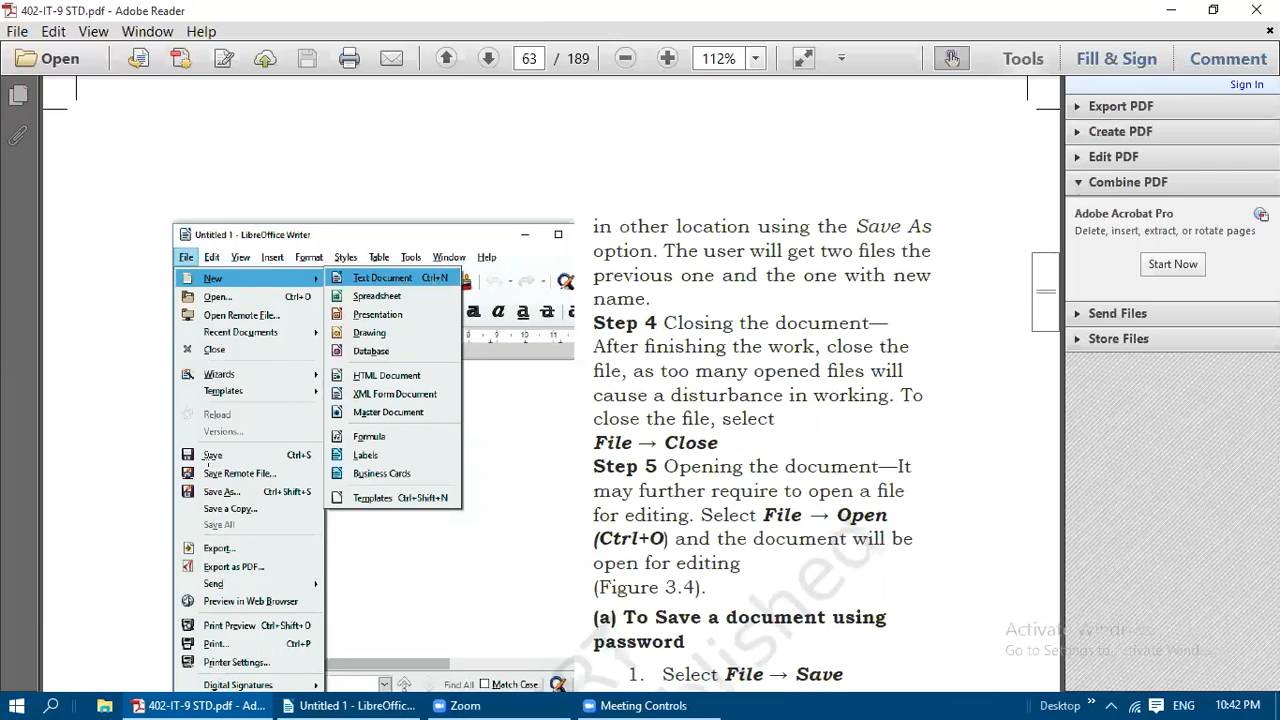 402-IT-9 STD.pdf - Adobe Reader
File Edit View Window Help
Open 63 / 189 112% Tools Fill & Sign Comment
Sign In
Export PDF
Create PDF
Edit PDF
Combine PDF
Adobe Acrobat Pro
Delete, insert, extract, or rotate pages
Start Now
Send Files
Store Files
Untitled 1 - LibreOffice Writer
File Edit View Insert Format Styles Table Tools Window Help
New
Open... Ctrl+O
Open Remote File...
Recent Documents
Close
Wizards
Templates
Reload
Versions...
Save Ctrl+S
Save Remote File...
Save As... Ctrl+Shift+S
Save a Copy...
Save All
Export...
Export as PDF...
Send
Preview in Web Browser
Print Preview Ctrl+Shift+O
Print... Ctrl+P
Printer Settings...
Digital Signatures
Text Document Ctrl+N
Spreadsheet
Presentation
Drawing
Database
HTML Document
XML Form Document
Master Document
Formula
Labels
Business Cards
Templates Ctrl+Shift+N
a a a a
8 9 10 11
Find All Match Case
in other location using the Save As
option. The user will get two files the
previous one and the one with new
name.
Step 4 Closing the document—
After finishing the work, close the
file, as too many opened files will
cause a disturbance in working. To
close the file, select
File → Close
Step 5 Opening the document—It
may further require to open a file
for editing. Select File → Open
(Ctrl+O) and the document will be
open for editing
(Figure 3.4).
(a) To Save a document using
password
1. Select File → Save
Activate Windows
Go to Settings to activate Wind...
402-IT-9 STD.pdf - Ad... Untitled 1 - LibreOffic... Zoom Meeting Controls Desktop ENG 10:42 PM